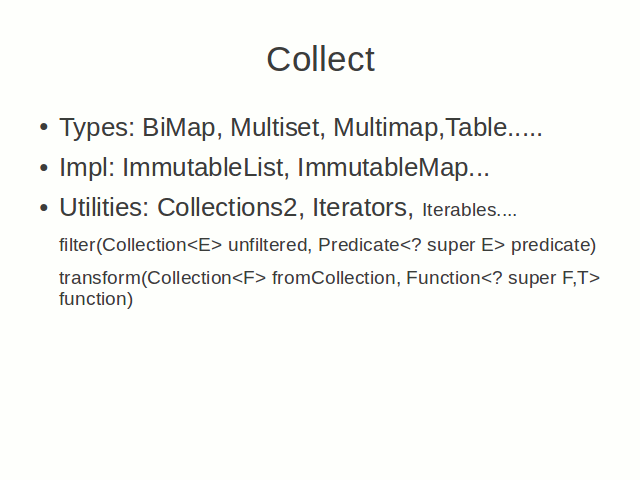 Collect
• Types: BiMap, Multiset, Multimap,Table.....
• Impl: ImmutableList, ImmutableMap...
• Utilities: Collections2, Iterators, Iterables....
filter(Collection<E> unfiltered, Predicate<? super E> predicate)
transform(Collection<F> fromCollection, Function<? super F,T>
function)